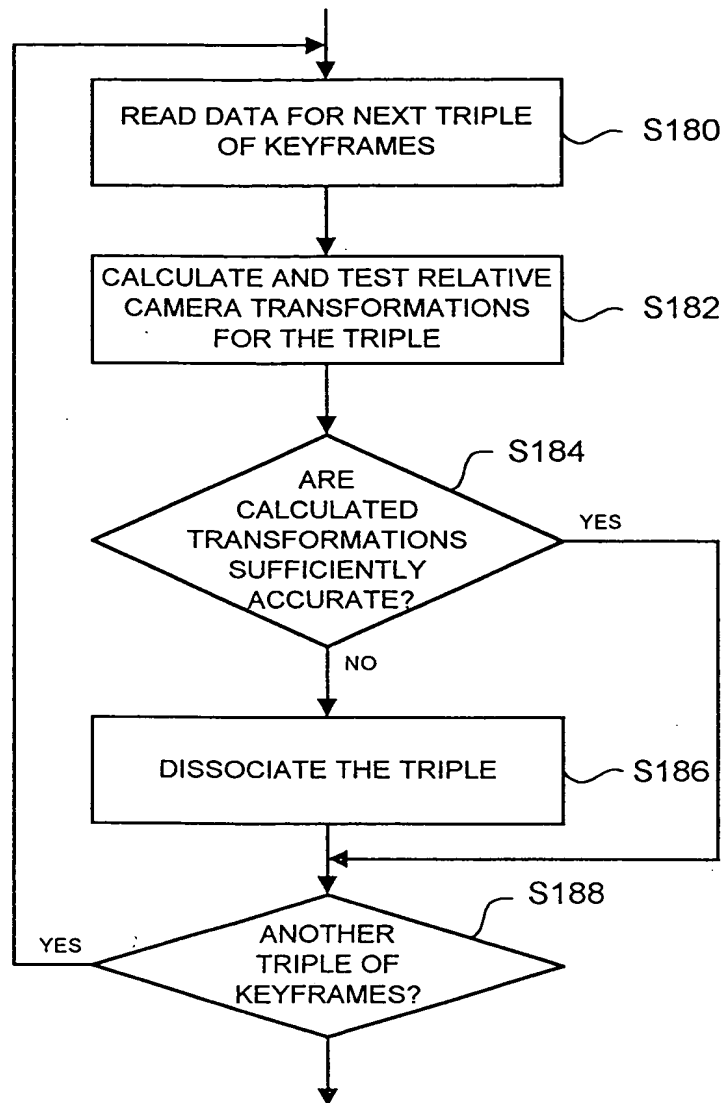 READ DATA FOR NEXT TRIPLE
OF KEYFRAMES
S180
CALCULATE AND TEST RELATIVE
CAMERA TRANSFORMATIONS
FOR THE TRIPLE
S182
S184
ARE
CALCULATED
TRANSFORMATIONS
SUFFICIENTLY
ACCURATE?
YES
NO
DISSOCIATE THE TRIPLE
S186
S188
YES
ANOTHER
TRIPLE OF
KEYFRAMES?